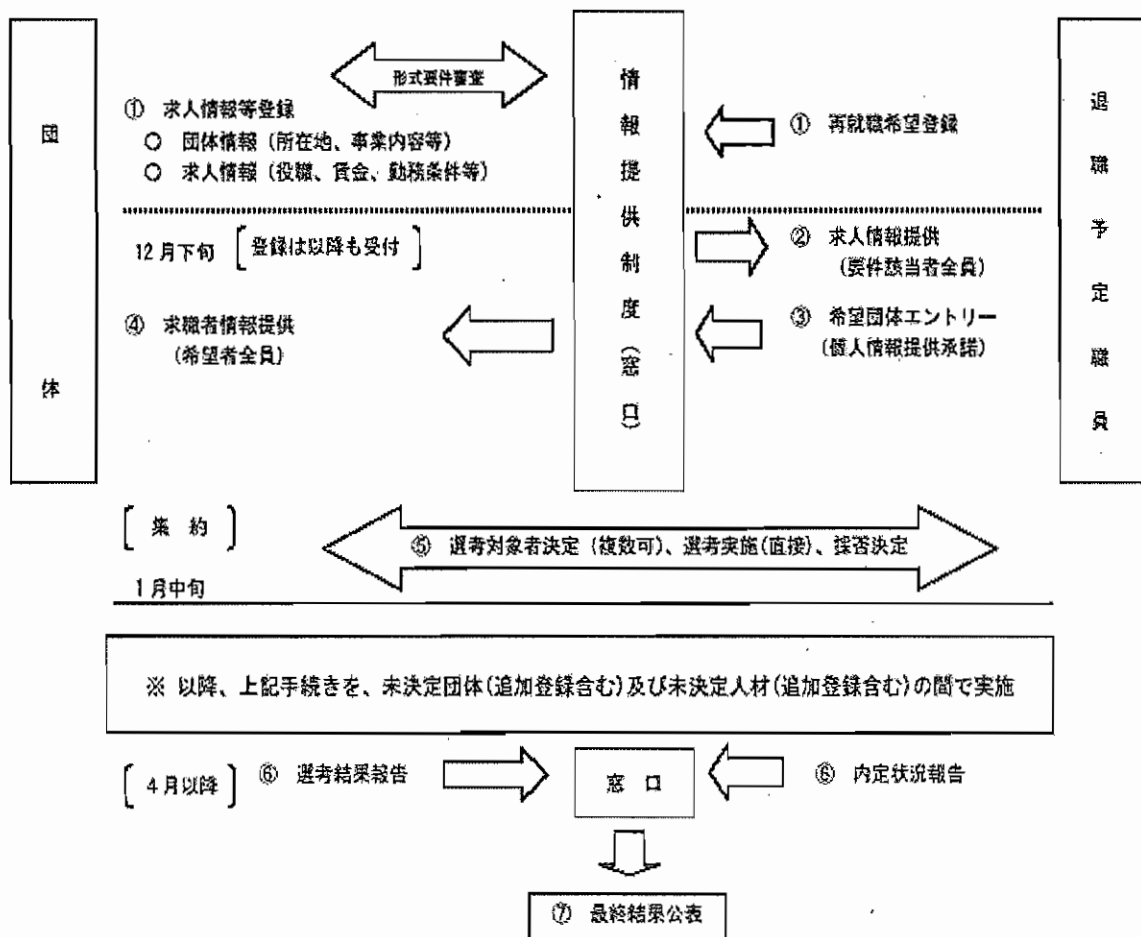 団体
情報提供制度(窓口)
退職予定職員
形式要件審査
① 求人情報等登録
○ 団体情報(所在地、事業内容等)
○ 求人情報(役職、賃金、勤務条件等)
① 再就職希望登録
12月下旬 [登録は以降も受付]
② 求人情報提供
(要件該当者全員)
④ 求職者情報提供
(希望者全員)
③ 希望団体エントリー
(個人情報提供承諾)
[集 約]
⑤ 選考対象者決定(複数可)、選考実施(直接)、採否決定
1月中旬
※ 以降、上記手続きを、未決定団体(追加登録含む)及び未決定人材(追加登録含む)の間で実施
[4月以降]
⑥ 選考結果報告
窓 口
⑥ 内定状況報告
⑦ 最終結果公表